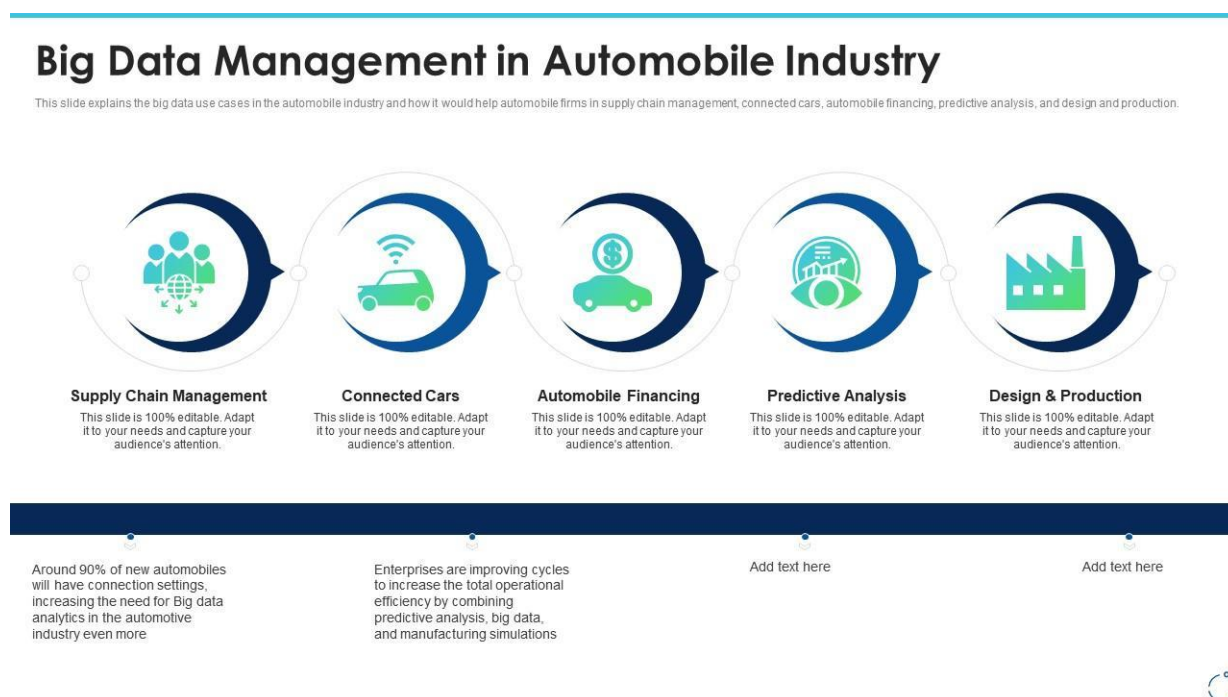 Big Data Management in Automobile Industry
This slide explains the big data use cases in the automobile industry and how it would help automobile firms in supply chain management, connected cars, automobile financing, predictive analysis, and design and production.
$
Supply Chain Management
This slide is 100% editable. Adapt
it to your needs and capture your
audience's attention.
Connected Cars
This slide is 100% editable. Adapt
it to your needs and capture your
audience's attention.
Automobile Financing
This slide is 100% editable. Adapt
it to your needs and capture your
audience's attention.
Predictive Analysis
This slide is 100% editable. Adapt
it to your needs and capture your
audience's attention.
Design & Production
This slide is 100% editable. Adapt
it to your needs and capture your
audience's attention.
Around 90% of new automobiles
will have connection settings,
increasing the need for Big data
analytics in the automotive
industry even more
Enterprises are improving cycles
to increase the total operational
efficiency by combining
predictive analysis, big data,
and manufacturing simulations
Add text here
Add text here